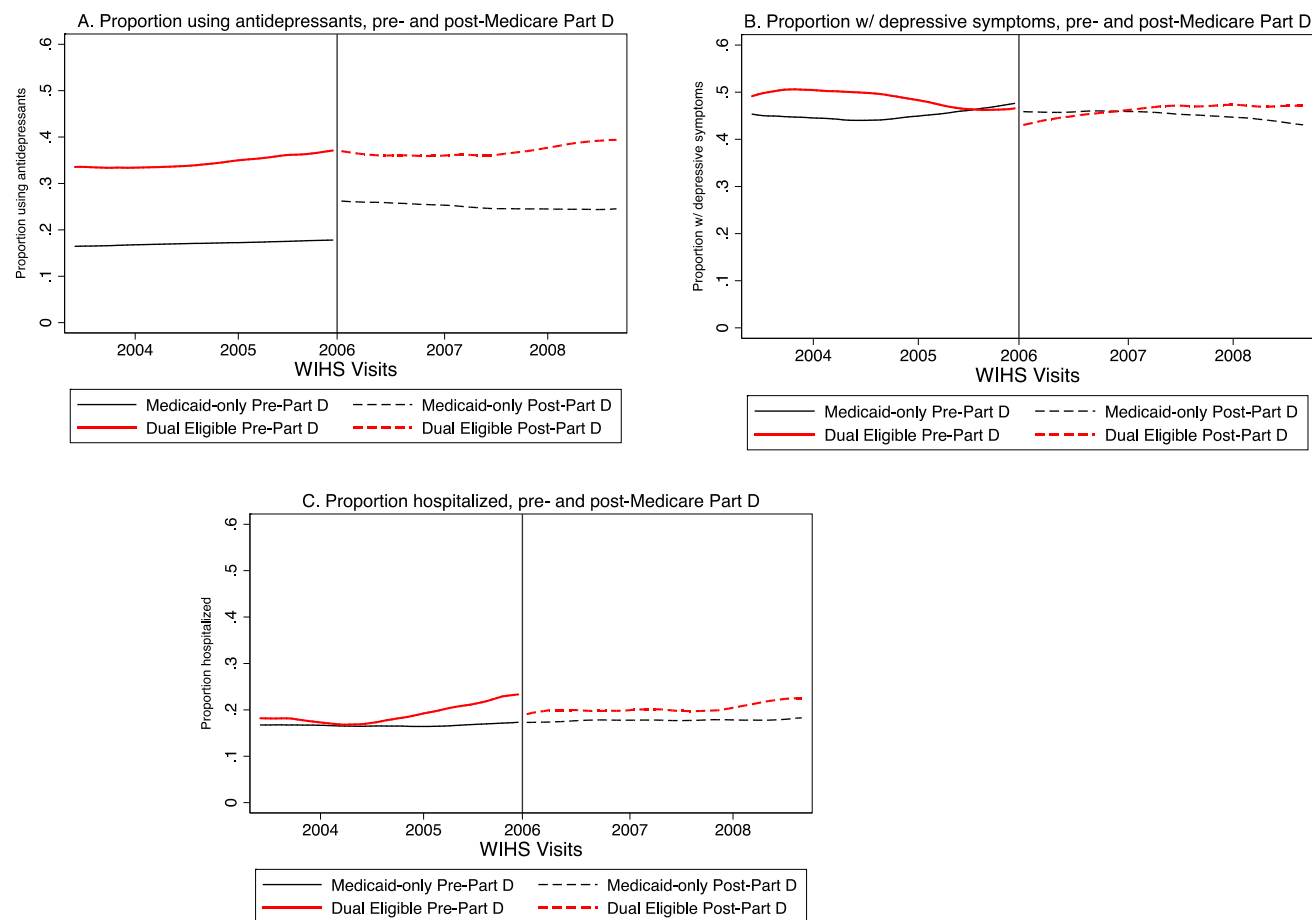 A. Proportion using antidepressants, pre- and post-Medicare Part D
Proportion using antidepressants
.6
.5
.4
.3
.2
.1
0
2004 2005 2006 2007 2008
WIHS Visits
Medicaid-only Pre-Part D Medicaid-only Post-Part D
Dual Eligible Pre-Part D Dual Eligible Post-Part D
B. Proportion w/ depressive symptoms, pre- and post-Medicare Part D
Proportion w/ depressive symptoms
.6
.5
.4
.3
.2
.1
0
2004 2005 2006 2007 2008
WIHS Visits
Medicaid-only Pre-Part D Medicaid-only Post-Part D
Dual Eligible Pre-Part D Dual Eligible Post-Part D
C. Proportion hospitalized, pre- and post-Medicare Part D
Proportion hospitalized
.6
.5
.4
.3
.2
.1
0
2004 2005 2006 2007 2008
WIHS Visits
Medicaid-only Pre-Part D Medicaid-only Post-Part D
Dual Eligible Pre-Part D Dual Eligible Post-Part D